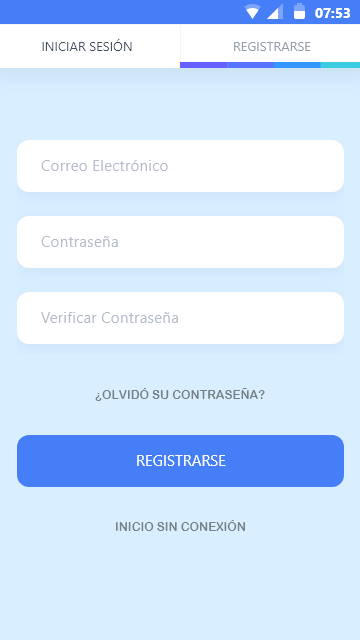 07:53
INICIAR SESIÓN
REGISTRARSE
Correo Electrónico
Contraseña
Verificar Contraseña
¿OLVIDÓ SU CONTRASEÑA?
REGISTRARSE
INICIO SIN CONEXIÓN